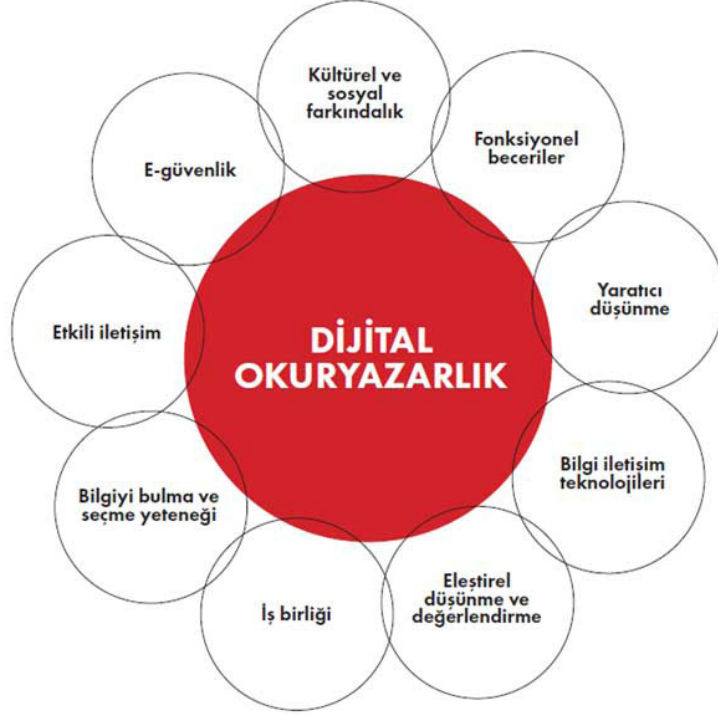 Kültürel ve
sosyal
farkındalık
Fonksiyonel
beceriler
Yaratıcı
düşünme
Bilgi iletişim
teknolojileri
Eleştirel
düşünme ve
değerlendirme
İş birliği
Bilgiyi bulma ve
seçme yeteneği
Etkili iletişim
E-güvenlik
DİJİTAL
OKURYAZARLIK